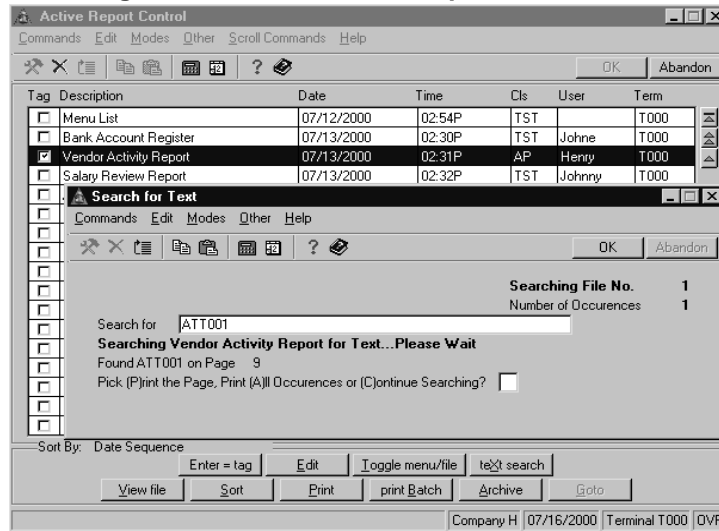 Active Report Control
Commands Edit Modes Other Scroll Commands Help
? OK Abandon
Tag Description Date Time Cls User Term
Menu List 07/12/2000 02:54P TST T000
Bank Account Register 07/13/2000 02:30P TST Johne T000
Vendor Activity Report 07/13/2000 02:31P AP Henry T000
Salary Review Report 07/13/2000 02:32P TST Johnny T000
Search for Text
Commands Edit Modes Other Help
? OK Abandon
Searching File No. 1
Number of Occurences 1
Search for ATT001
Searching Vendor Activity Report for Text...Please Wait
Found ATT001 on Page 9
Pick (P)rint the Page, Print (A)ll Occurences or (C)ontinue Searching?
Sort By: Date Sequence
Enter = tag Edit Toggle menu/file teXt search
View file Sort Print print Batch Archive Goto
Company H 07/16/2000 Terminal T000 OVR